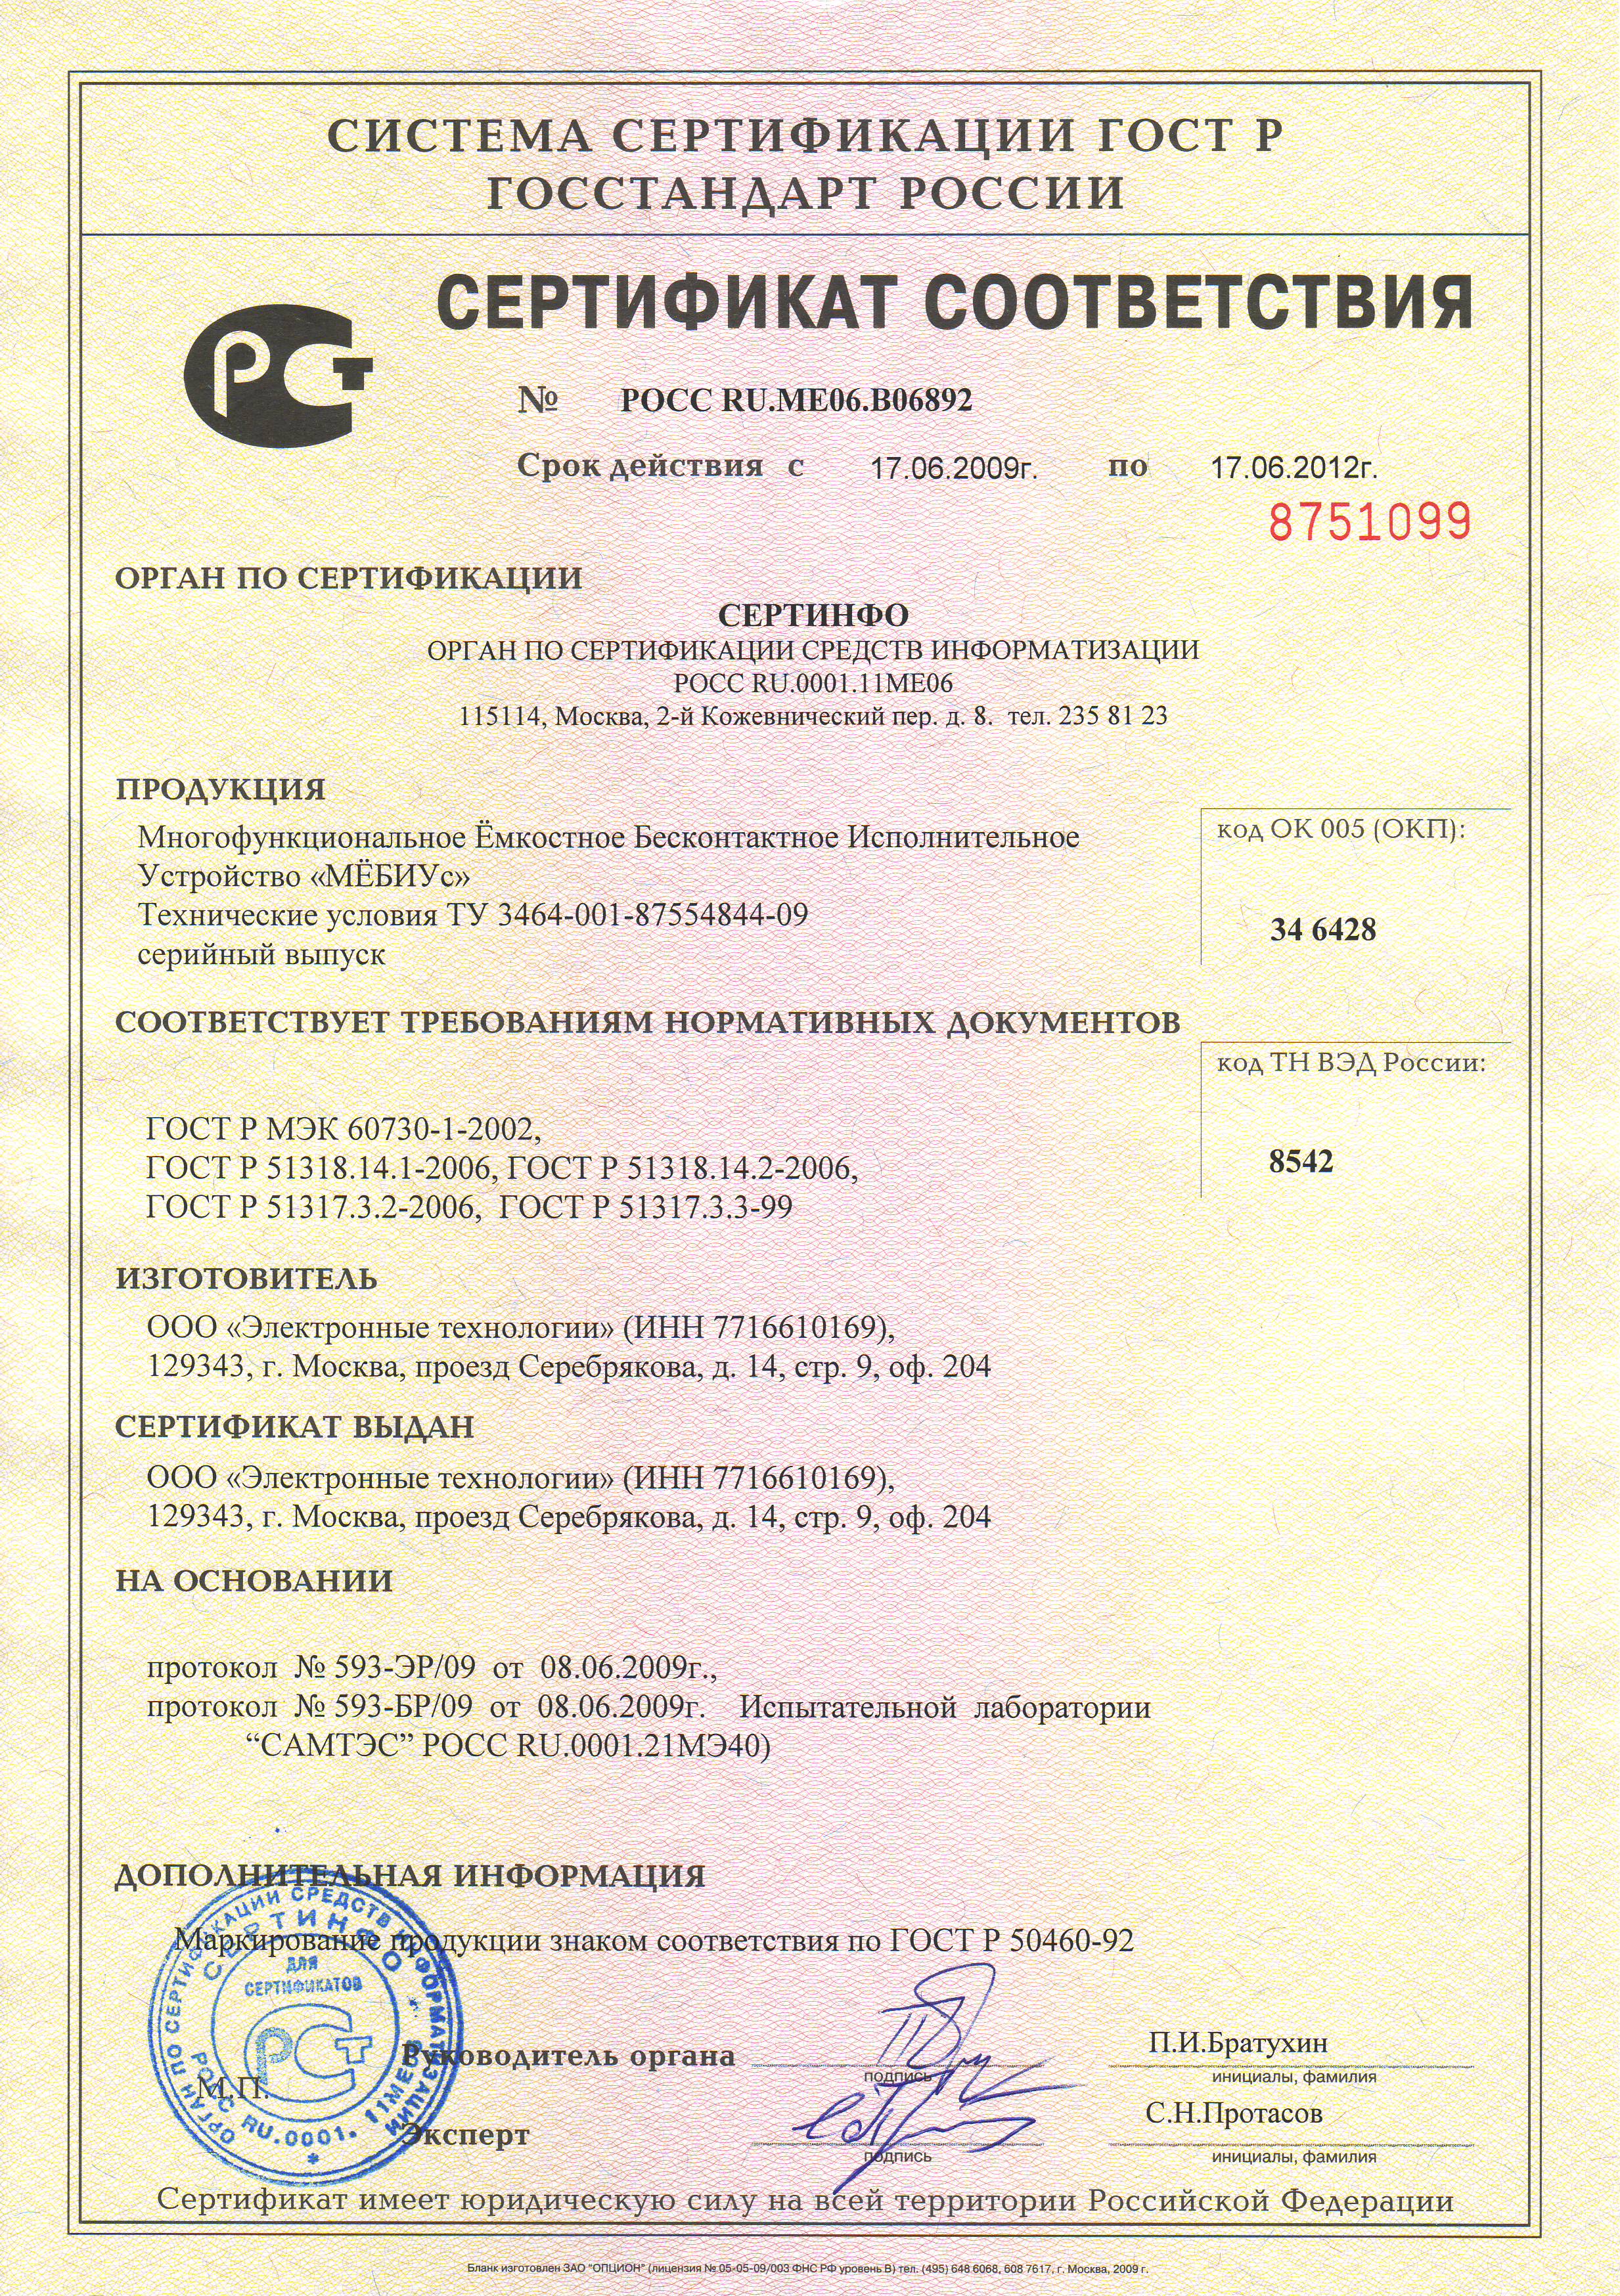 СИСТЕМА СЕРТИФИКАЦИИ ГОСТ Р
ГОССТАНДАРТ РОССИИ
СЕРТИФИКАТ СООТВЕТСТВИЯ
№ РОСС RU.МЕ06.В06892
Срок действия с 17.06.2009г. по 17.06.2012г.
8751099
ОРГАН ПО СЕРТИФИКАЦИИ
СЕРТИНФО
ОРГАН ПО СЕРТИФИКАЦИИ СРЕДСТВ ИНФОРМАТИЗАЦИИ
РОСС RU.0001.11МЕ06
115114, Москва, 2-й Кожевнический пер. д. 8. тел. 235 81 23
ПРОДУКЦИЯ
Многофункциональное Ёмкостное Бесконтактное Исполнительное
Устройство «МЁБИУс»
Технические условия ТУ 3464-001-87554844-09
серийный выпуск
код ОК 005 (ОКП):
34 6428
СООТВЕТСТВУЕТ ТРЕБОВАНИЯМ НОРМАТИВНЫХ ДОКУМЕНТОВ
код ТН ВЭД России:
8542
ГОСТ Р МЭК 60730-1-2002,
ГОСТ Р 51318.14.1-2006, ГОСТ Р 51318.14.2-2006,
ГОСТ Р 51317.3.2-2006, ГОСТ Р 51317.3.3-99
ИЗГОТОВИТЕЛЬ
ООО «Электронные технологии» (ИНН 7716610169),
129343, г. Москва, проезд Серебрякова, д. 14, стр. 9, оф. 204
СЕРТИФИКАТ ВЫДАН
ООО «Электронные технологии» (ИНН 7716610169),
129343, г. Москва, проезд Серебрякова, д. 14, стр. 9, оф. 204
НА ОСНОВАНИИ
протокол № 593-ЭР/09 от 08.06.2009г.,
протокол № 593-БР/09 от 08.06.2009г. Испытательной лаборатории
“САМТЭС” РОСС RU.0001.21МЭ40)
ДОПОЛНИТЕЛЬНАЯ ИНФОРМАЦИЯ
Маркирование продукции знаком соответствия по ГОСТ Р 50460-92
ОРГАН ПО СЕРТИФИКАЦИИ СРЕДСТВ ИНФОРМАТИЗАЦИИ
СЕРТИНФО
ДЛЯ
СЕРТИФИКАТОВ
РОСС RU.0001.11МЕ06
М.П.
Руководитель органа
подпись
П.И.Братухин
инициалы, фамилия
Эксперт
подпись
С.Н.Протасов
инициалы, фамилия
Сертификат имеет юридическую силу на всей территории Российской Федерации
Бланк изготовлен ЗАО "ОПЦИОН" (лицензия № 05-05-09/003 ФНС РФ уровень В) тел. (495) 648 6068, 608 7617, г. Москва, 2009 г.